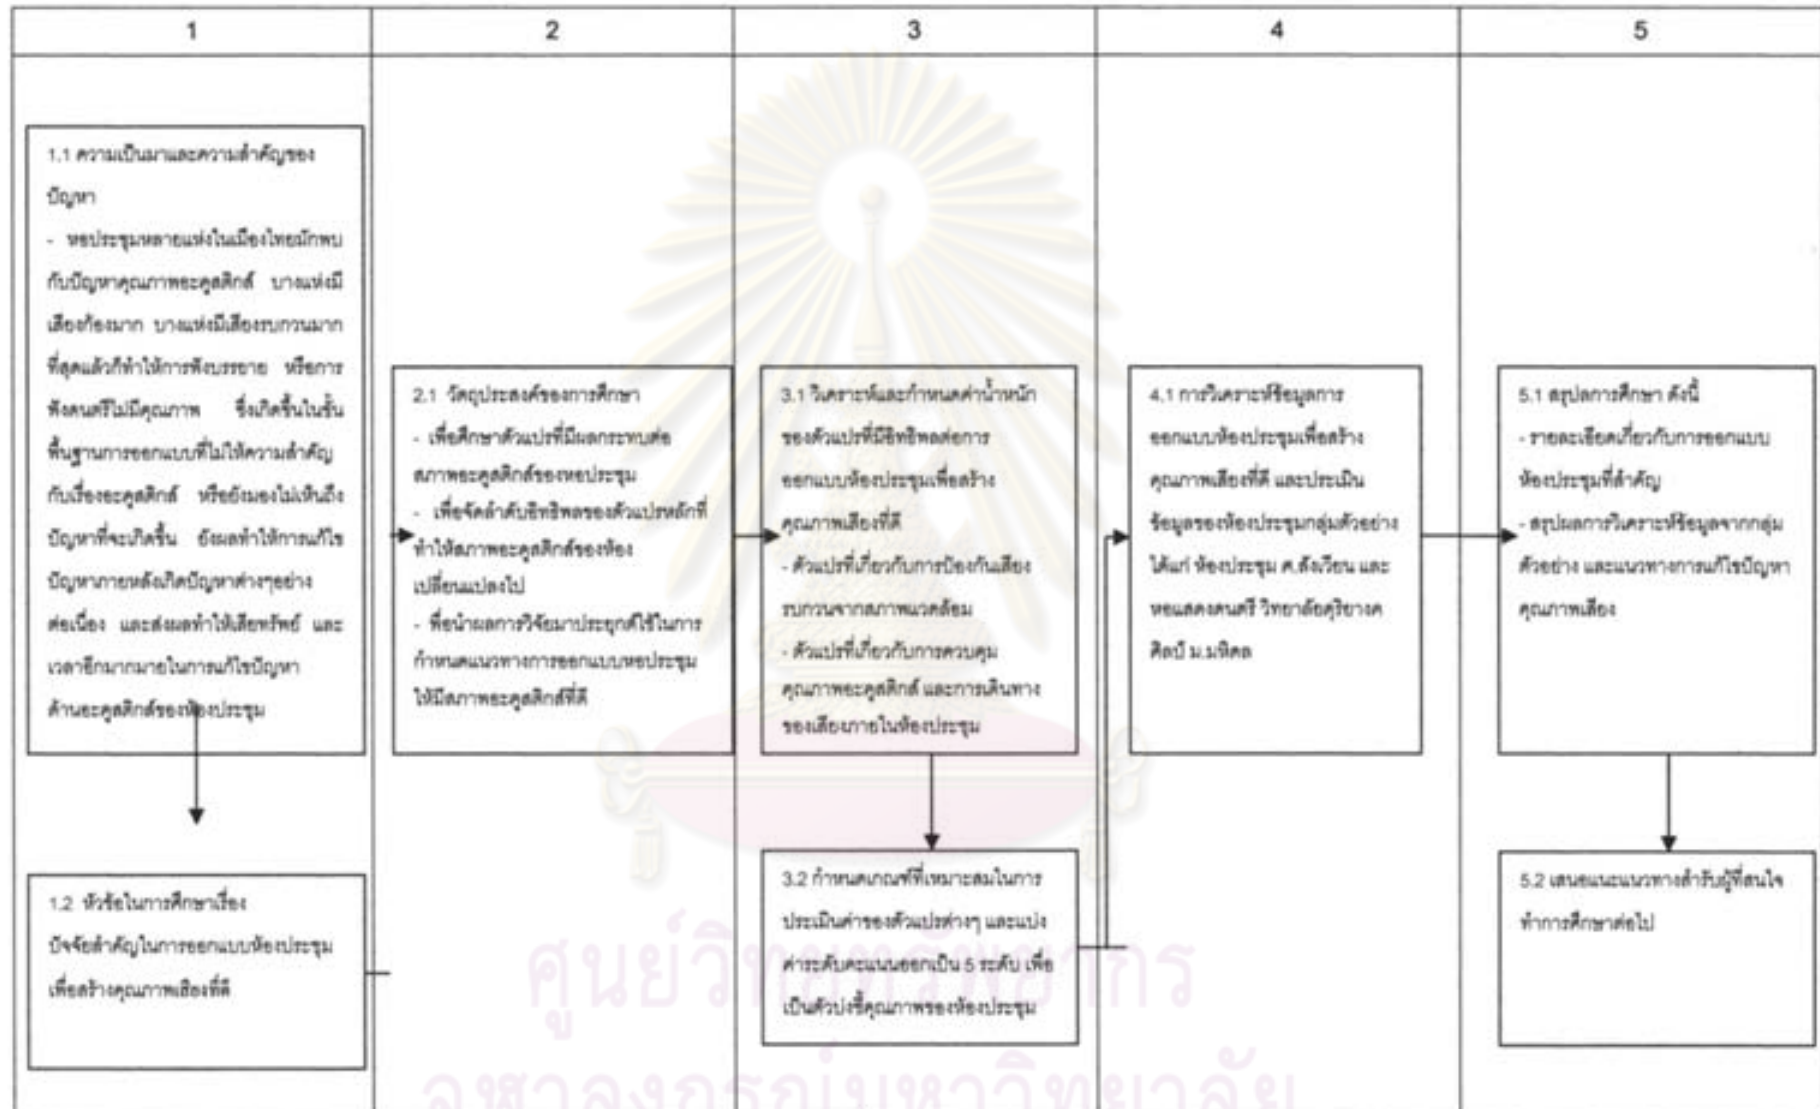 1
2
3
4
5
1.1 ความเป็นมาและความสำคัญของ
ปัญหา
- หอประชุมหลายแห่งในเมืองไทยมักพบ
กับปัญหาคุณภาพอะคูสติกส์ บางแห่งมี
เสียงก้องมาก บางแห่งมีเสียงรบกวนมาก
ที่สุดแล้วก็ทำให้การฟังบรรยาย หรือการ
ฟังดนตรีไม่มีคุณภาพ ซึ่งเกิดขึ้นในขั้น
พื้นฐานการออกแบบที่ไม่ให้ความสำคัญ
กับเรื่องอะคูสติกส์ หรือยังมองไม่เห็นถึง
ปัญหาที่จะเกิดขึ้น ยังผลทำให้การแก้ไข
ปัญหาภายหลังเกิดปัญหาต่างๆอย่าง
ต่อเนื่อง และส่งผลทำให้เสียทรัพย์ และ
เวลาอีกมากมายในการแก้ไขปัญหา
ด้านอะคูสติกส์ของห้องประชุม
1.2 หัวข้อในการศึกษาเรื่อง
ปัจจัยสำคัญในการออกแบบห้องประชุม
เพื่อสร้างคุณภาพเสียงที่ดี
2.1 วัตถุประสงค์ของการศึกษา
- เพื่อศึกษาตัวแปรที่มีผลกระทบต่อ
สภาพอะคูสติกส์ของหอประชุม
- เพื่อจัดลำดับอิทธิพลของตัวแปรหลักที่
ทำให้สภาพอะคูสติกส์ของห้อง
เปลี่ยนแปลงไป
- พื่อนำผลการวิจัยมาประยุกต์ใช้ในการ
กำหนดแนวทางการออกแบบหอประชุม
ให้มีสภาพอะคูสติกส์ที่ดี
3.1 วิเคราะห์และกำหนดค่าน้ำหนัก
ของตัวแปรที่มีอิทธิพลต่อการ
ออกแบบห้องประชุมเพื่อสร้าง
คุณภาพเสียงที่ดี
- ตัวแปรที่เกี่ยวกับการป้องกันเสียง
รบกวนจากสภาพแวดล้อม
- ตัวแปรที่เกี่ยวกับการควบคุม
คุณภาพอะคูสติกส์ และการเดินทาง
ของเสียงภายในห้องประชุม
3.2 กำหนดเกณฑ์ที่เหมาะสมในการ
ประเมินค่าของตัวแปรต่างๆ และแบ่ง
ค่าระดับคะแนนออกเป็น 5 ระดับ เพื่อ
เป็นตัวบ่งชี้คุณภาพของห้องประชุม
4.1 การวิเคราะห์ข้อมูลการ
ออกแบบห้องประชุมเพื่อสร้าง
คุณภาพเสียงที่ดี และประเมิน
ข้อมูลของห้องประชุมกลุ่มตัวอย่าง
ได้แก่ ห้องประชุม ศ.สังเวียน และ
หอแสดงดนตรี วิทยาลัยดุริยางค
ศิลป์ ม.มหิดล
5.1 สรุปลการศึกษา ดังนี้
- รายละเอียดเกี่ยวกับการออกแบบ
ห้องประชุมที่สำคัญ
- สรุปผลการวิเคราะห์ข้อมูลจากกลุ่ม
ตัวอย่าง และแนวทางการแก้ไขปัญหา
คุณภาพเสียง
5.2 เสนอแนะแนวทางสำรับผู้ที่สนใจ
ทำการศึกษาต่อไป
ศูนย์วิทยทรัพยากร
จุฬาลงกรณ์มหาวิทยาลัย